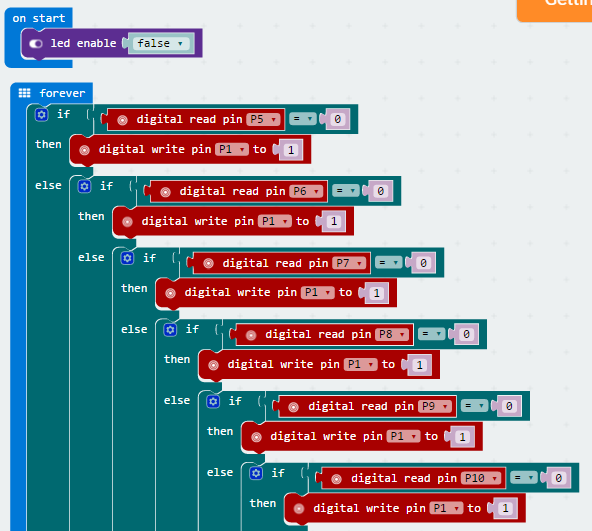 Gettin
on start
led enable false
forever
if digital read pin P5 = 0
then digital write pin P1 to 1
else if digital read pin P6 = 0
then digital write pin P1 to 1
else if digital read pin P7 = 0
then digital write pin P1 to 1
else if digital read pin P8 = 0
then digital write pin P1 to 1
else if digital read pin P9 = 0
then digital write pin P1 to 1
else if digital read pin P10 = 0
then digital write pin P1 to 1